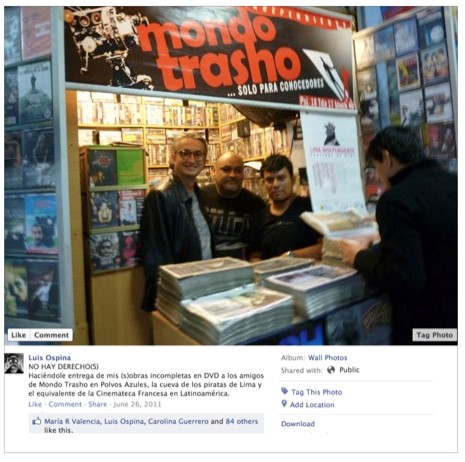 INDEPENDIENTE
mondo
trasho
... SOLO PARA CONOCEDORES
LIMA INDEPENDIENTE
Like Comment
Tag Photo
Luis Ospina
NO HAY DERECHO(S)
Haciéndole entrega de mis (s)obras incompletas en DVD a los amigos
de Mondo Trasho en Polvos Azules, la cueva de los piratas de Lima y
el equivalente de la Cinemateca Francesa en Latinoamérica.
Like · Comment · Share · June 26, 2011
María R Valencia, Luis Ospina, Carolina Guerrero and 84 others
like this.
Album: Wall Photos
Shared with: Public
Tag This Photo
Add Location
Download